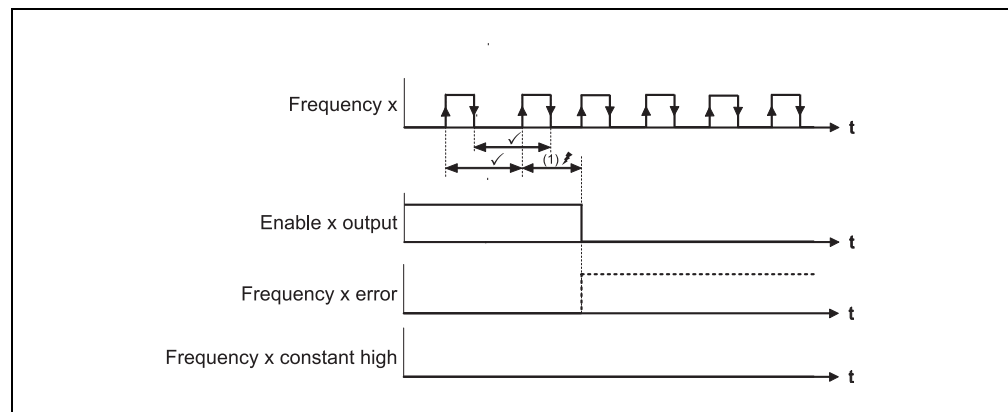 Frequency x
t
✓
✓ (1)
Enable x output
t
Frequency x error
t
Frequency x constant high
t